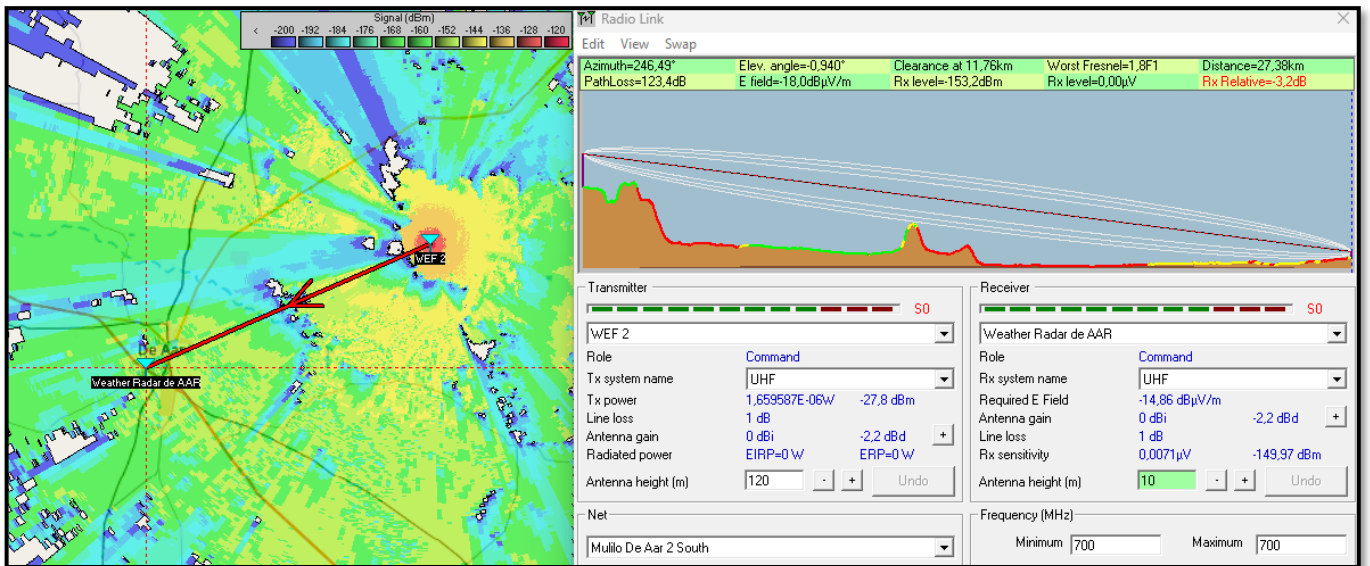 Signal (dBm)
< -200 -192 -184 -176 -168 -160 -152 -144 -136 -128 -120
WEF 2
De Aar
Weather Radar de AAR
Radio Link
Edit View Swap
Azimuth=246,49° Elev. angle=-0,940° Clearance at 11,76km Worst Fresnel=1,8F1 Distance=27,38km
PathLoss=123,4dB E field=-18,0dBµV/m Rx level=-153,2dBm Rx level=0,00µV Rx Relative=-3,2dB
Transmitter
S0
WEF 2
Role Command
Tx system name UHF
Tx power 1,659587E-06W -27,8 dBm
Line loss 1 dB
Antenna gain 0 dBi -2,2 dBd +
Radiated power EIRP=0 W ERP=0 W
Antenna height (m) 120 - + Undo
Net
Mulilo De Aar 2 South
Receiver
S0
Weather Radar de AAR
Role Command
Rx system name UHF
Required E Field -14,86 dBµV/m
Antenna gain 0 dBi -2,2 dBd +
Line loss 1 dB
Rx sensitivity 0,0071µV -149,97 dBm
Antenna height (m) 10 - + Undo
Frequency (MHz)
Minimum 700 Maximum 700